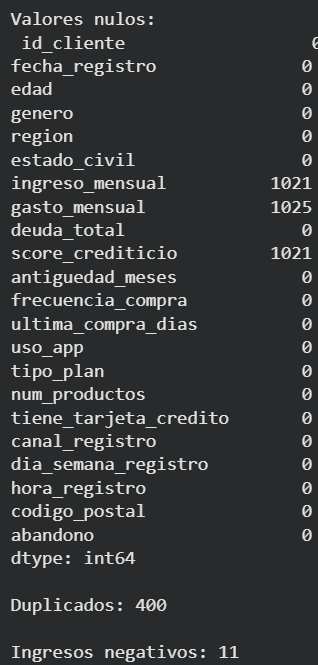 Valores nulos:
id_cliente 0
fecha_registro 0
edad 0
genero 0
region 0
estado_civil 0
ingreso_mensual 1021
gasto_mensual 1025
deuda_total 0
score_crediticio 1021
antiguedad_meses 0
frecuencia_compra 0
ultima_compra_dias 0
uso_app 0
tipo_plan 0
num_productos 0
tiene_tarjeta_credito 0
canal_registro 0
dia_semana_registro 0
hora_registro 0
codigo_postal 0
abandono 0
dtype: int64
Duplicados: 400
Ingresos negativos: 11